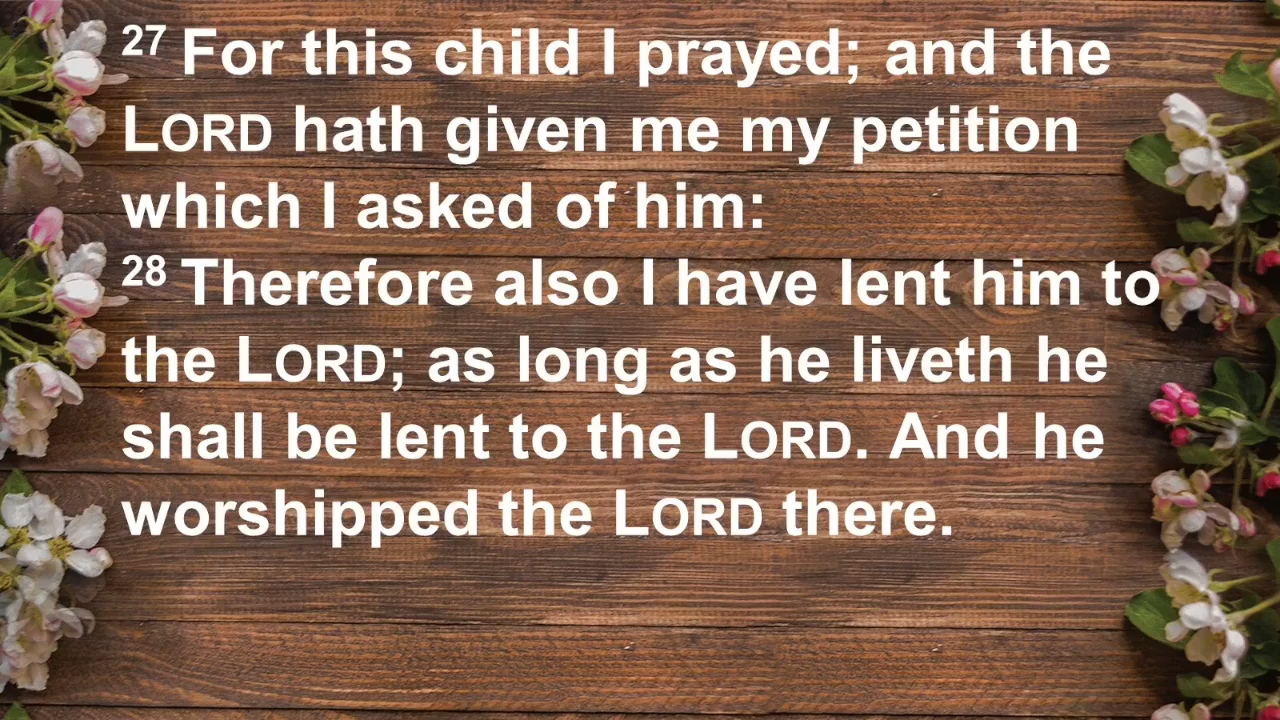 27 For this child I prayed; and the
LORD hath given me my petition
which I asked of him:
28 Therefore also I have lent him to
the LORD; as long as he liveth he
shall be lent to the LORD. And he
worshipped the LORD there.